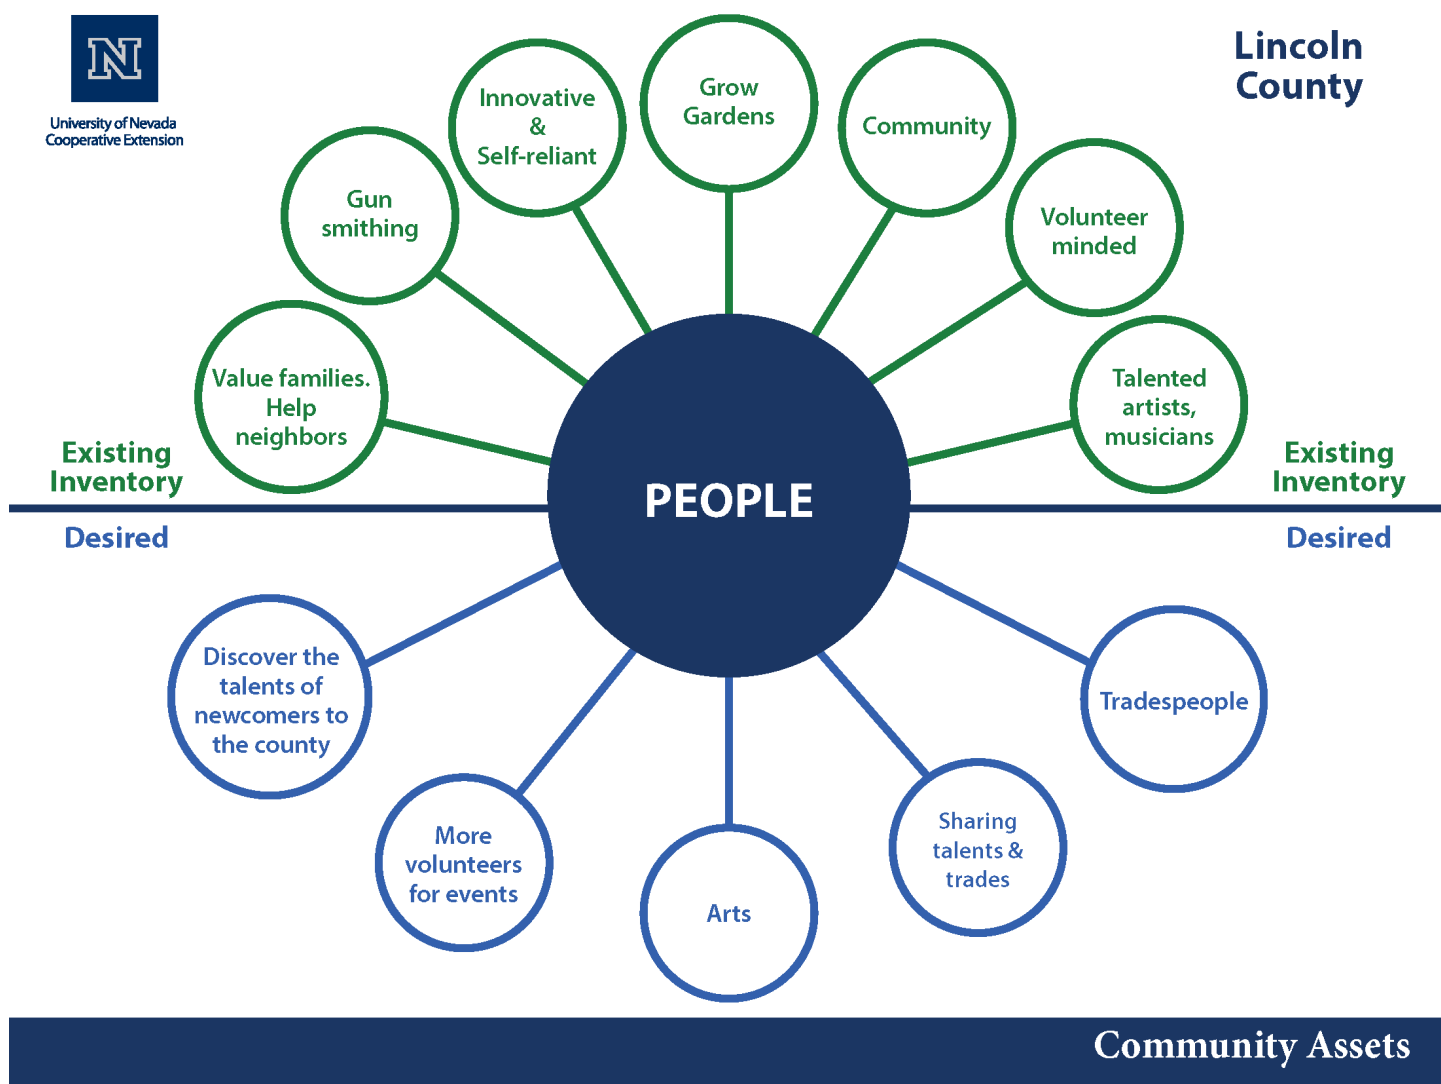 N
University of Nevada
Cooperative Extension
Lincoln
County
Grow
Gardens
Innovative
&
Self-reliant
Community
Gun
smithing
Volunteer
minded
Value families.
Help
neighbors
Talented
artists,
musicians
Existing
Inventory
Existing
Inventory
PEOPLE
Desired
Desired
Discover the
talents of
newcomers to
the county
Tradespeople
More
volunteers
for events
Sharing
talents &
trades
Arts
Community Assets